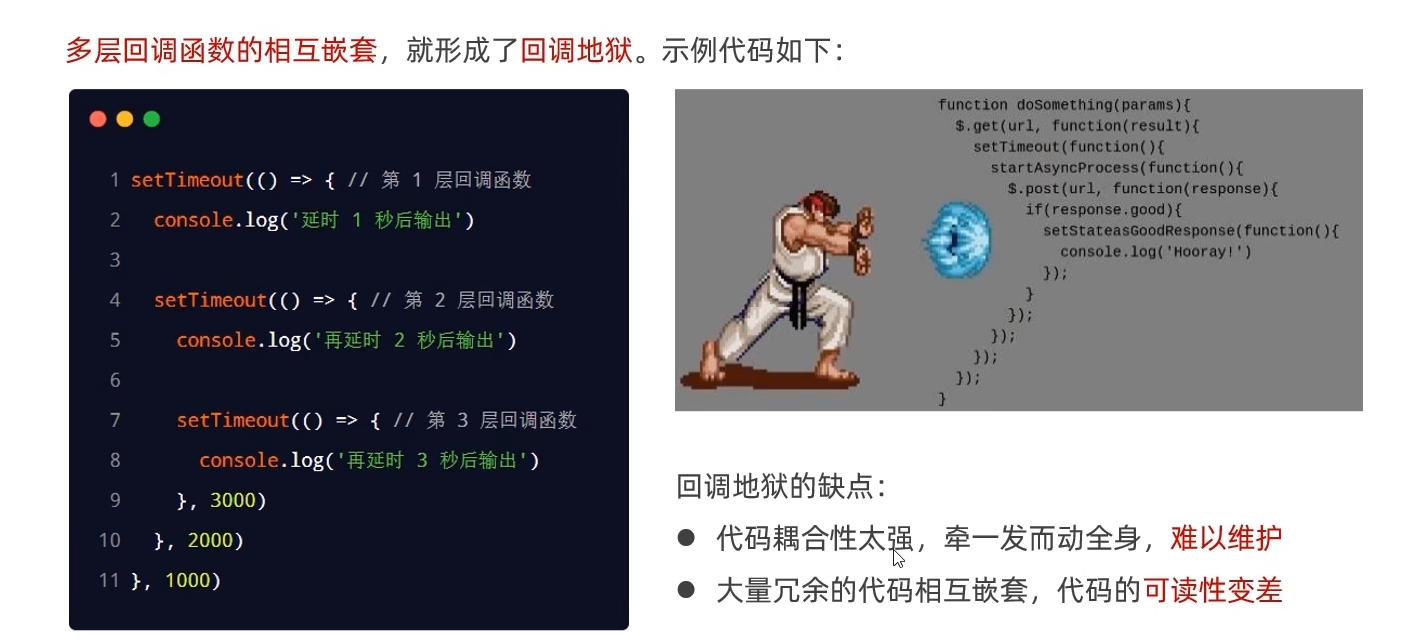 多层回调函数的相互嵌套，就形成了回调地狱。示例代码如下：
1 setTimeout(() => { // 第 1 层回调函数
2 console.log('延时 1 秒后输出')
3
4 setTimeout(() => { // 第 2 层回调函数
5 console.log('再延时 2 秒后输出')
6
7 setTimeout(() => { // 第 3 层回调函数
8 console.log('再延时 3 秒后输出')
9 }, 3000)
10 }, 2000)
11 }, 1000)
function doSomething(params){
$.get(url, function(result){
setTimeout(function(){
startAsyncProcess(function(){
$.post(url, function(response){
if(response.good){
setStateasGoodResponse(function(){
console.log('Hooray!')
});
}
});
});
});
});
}
回调地狱的缺点：
● 代码耦合性太强，牵一发而动全身，难以维护
● 大量冗余的代码相互嵌套，代码的可读性变差